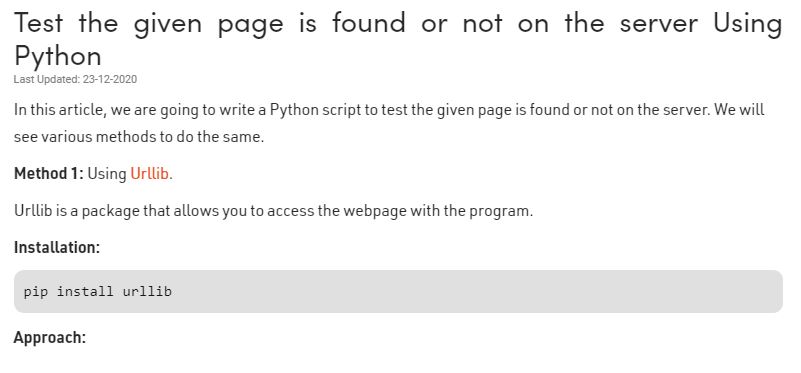 Test the given page is found or not on the server Using
Python
Last Updated: 23-12-2020
In this article, we are going to write a Python script to test the given page is found or not on the server. We will
see various methods to do the same.
Method 1: Using Urllib.
Urllib is a package that allows you to access the webpage with the program.
Installation:
pip install urllib
Approach: